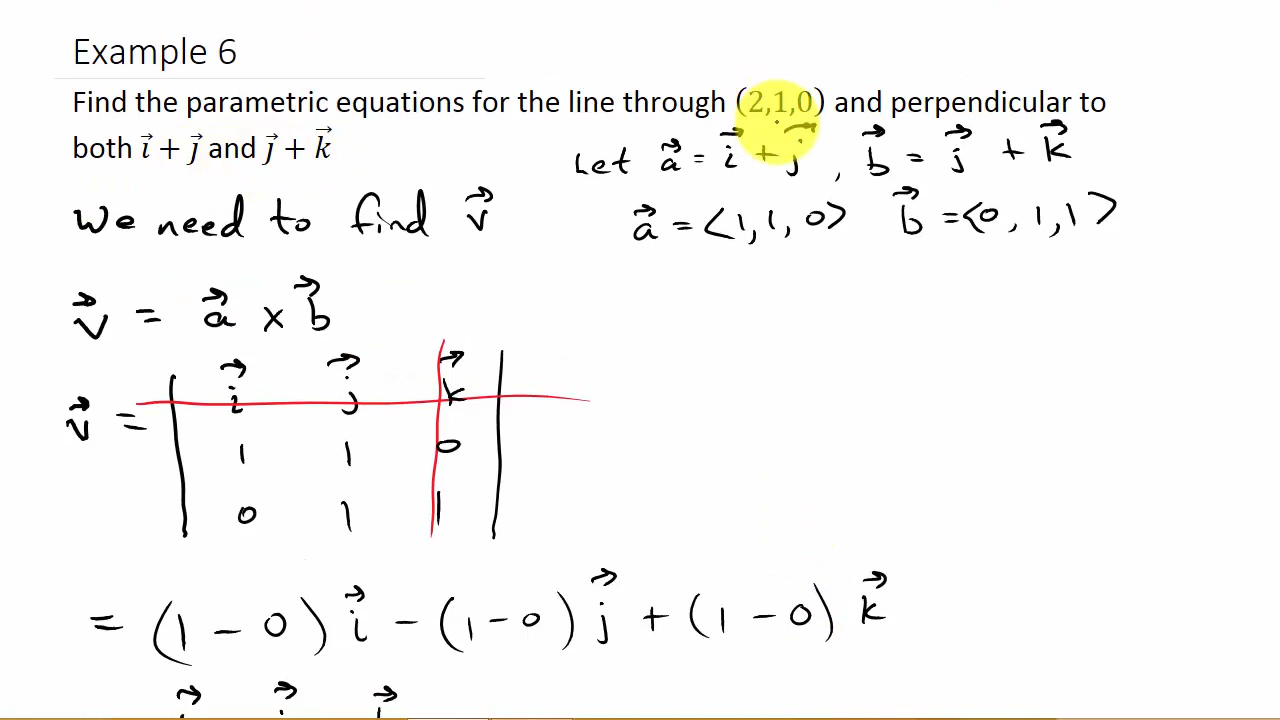 Example 6
Find the parametric equations for the line through (2,1,0) and perpendicular to
both i⃗ + j⃗ and j⃗ + k⃗
Let a⃗ = i⃗ + j⃗ , b⃗ = j⃗ + k⃗
We need to find v⃗
a⃗ = <1, 1, 0> b⃗ = <0, 1, 1>
v⃗ = a⃗ × b⃗
v⃗ = | i⃗ j⃗ k⃗ |
1 1 0
0 1 1
= (1 - 0) i⃗ - (1 - 0) j⃗ + (1 - 0) k⃗